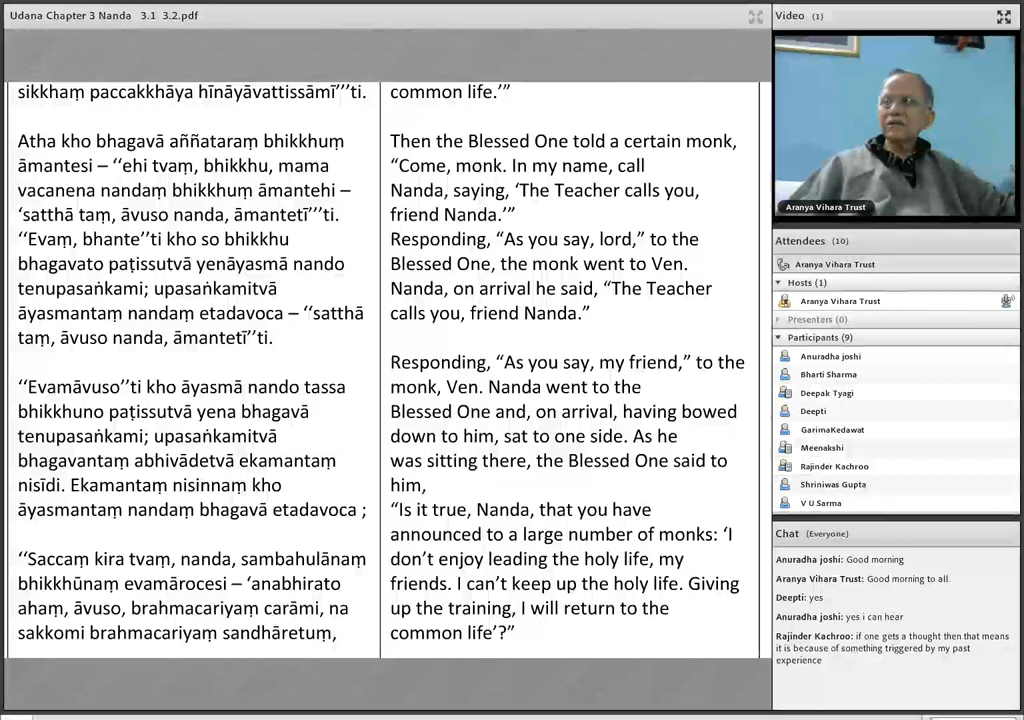 Udana Chapter 3 Nanda 3.1 3.2.pdf
sikkhaṃ paccakkhāya hīnāyāvattissāmī’’’ti.
Atha kho bhagavā aññataraṃ bhikkhuṃ
āmantesi – ‘‘ehi tvaṃ, bhikkhu, mama
vacanena nandaṃ bhikkhuṃ āmantehi –
‘satthā taṃ, āvuso nanda, āmantetī’’’ti.
‘‘Evaṃ, bhante’’ti kho so bhikkhu
bhagavato paṭissutvā yenāyasmā nando
tenupasaṅkami; upasaṅkamitvā
āyasmantaṃ nandaṃ etadavoca – ‘‘satthā
taṃ, āvuso nanda, āmantetī’’ti.
‘‘Evamāvuso’’ti kho āyasmā nando tassa
bhikkhuno paṭissutvā yena bhagavā
tenupasaṅkami; upasaṅkamitvā
bhagavantaṃ abhivādetvā ekamantaṃ
nisīdi. Ekamantaṃ nisinnaṃ kho
āyasmantaṃ nandaṃ bhagavā etadavoca ;
‘‘Saccaṃ kira tvaṃ, nanda, sambahulānaṃ
bhikkhūnaṃ evamārocesi – ‘anabhirato
ahaṃ, āvuso, brahmacariyaṃ carāmi, na
sakkomi brahmacariyaṃ sandhāretuṃ,
common life.’”
Then the Blessed One told a certain monk,
“Come, monk. In my name, call
Nanda, saying, ‘The Teacher calls you,
friend Nanda.’”
Responding, “As you say, lord,” to the
Blessed One, the monk went to Ven.
Nanda, on arrival he said, “The Teacher
calls you, friend Nanda.”
Responding, “As you say, my friend,” to the
monk, Ven. Nanda went to the
Blessed One and, on arrival, having bowed
down to him, sat to one side. As he
was sitting there, the Blessed One said to
him,
“Is it true, Nanda, that you have
announced to a large number of monks: ‘I
don’t enjoy leading the holy life, my
friends. I can’t keep up the holy life. Giving
up the training, I will return to the
common life’?”
Video (1)
Aranya Vihara Trust
Attendees (10)
Aranya Vihara Trust
Hosts (1)
Aranya Vihara Trust
Presenters (0)
Participants (9)
Anuradha joshi
Bharti Sharma
Deepak Tyagi
Deepti
GarimaKedawat
Meenakshi
Rajinder Kachroo
Shriniwas Gupta
V U Sarma
Chat (Everyone)
Anuradha joshi: Good morning
Aranya Vihara Trust: Good morning to all.
Deepti: yes
Anuradha joshi: yes i can hear
Rajinder Kachroo: if one gets a thought then that means
it is because of something triggered by my past
experience